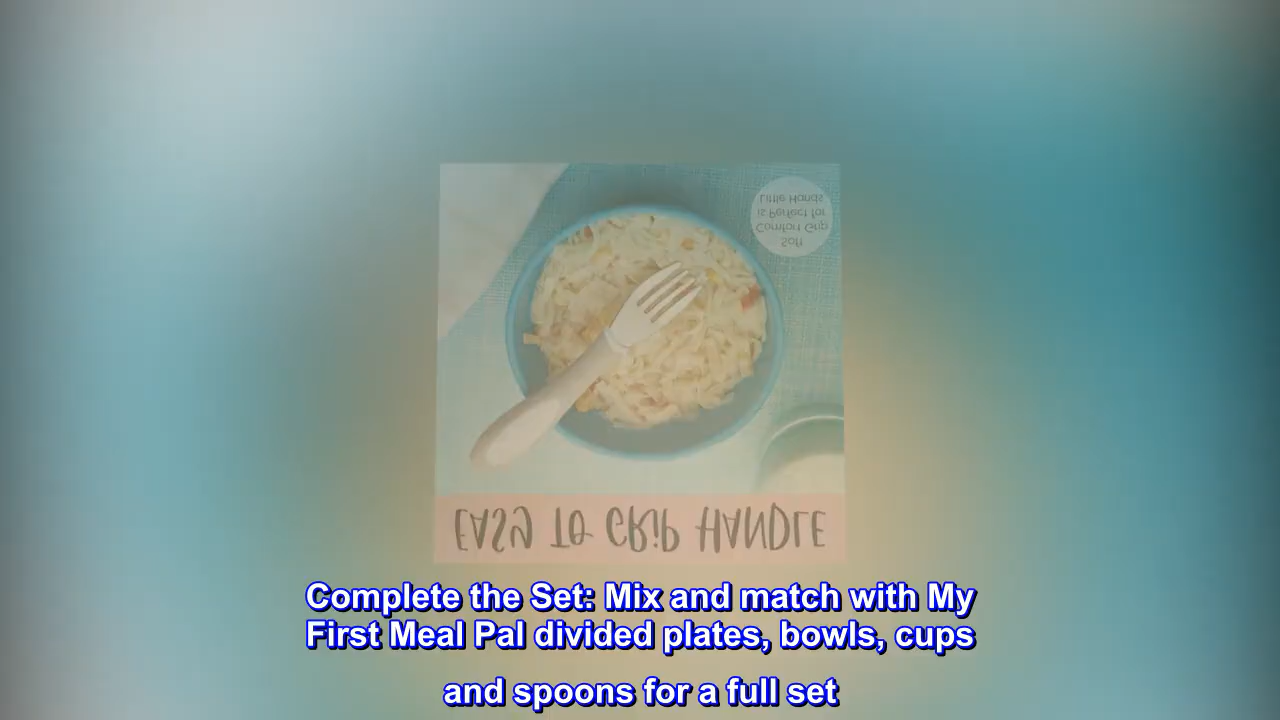 Soft
Comfort Grip
is Perfect for
Little Hands
EASY TO GRIP HANDLE
Complete the Set: Mix and match with My
First Meal Pal divided plates, bowls, cups
and spoons for a full set